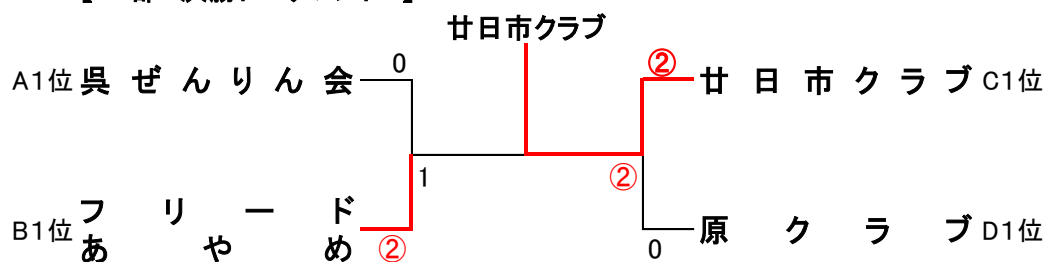 廿日市クラブ
A1位 呉ぜんりん会 0
② 廿日市クラブ C1位
1
②
B1位 フリード
あやめ ②
0 原クラブ D1位